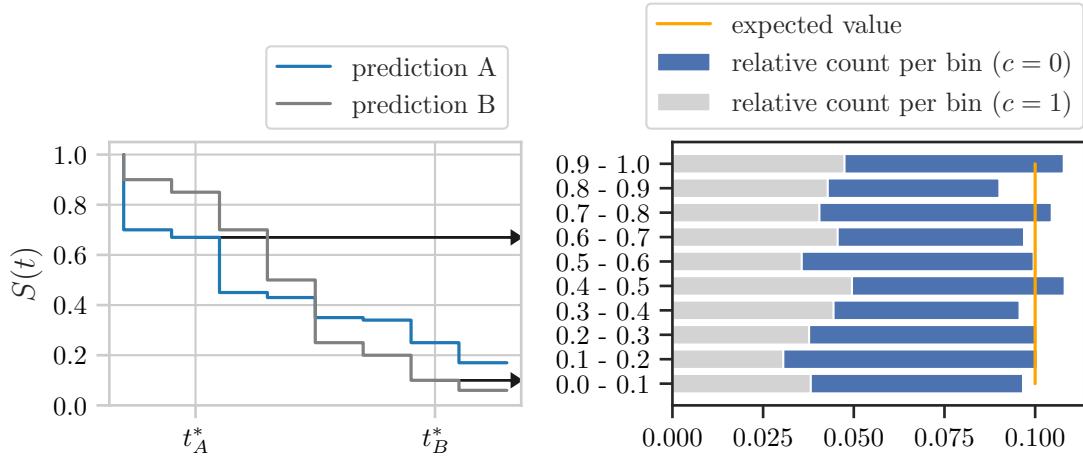 prediction A
prediction B
S(t)
1.0
0.8
0.6
0.4
0.2
0.0
t*_A
t*_B
expected value
relative count per bin (c = 0)
relative count per bin (c = 1)
0.9 - 1.0
0.8 - 0.9
0.7 - 0.8
0.6 - 0.7
0.5 - 0.6
0.4 - 0.5
0.3 - 0.4
0.2 - 0.3
0.1 - 0.2
0.0 - 0.1
0.000 0.025 0.050 0.075 0.100